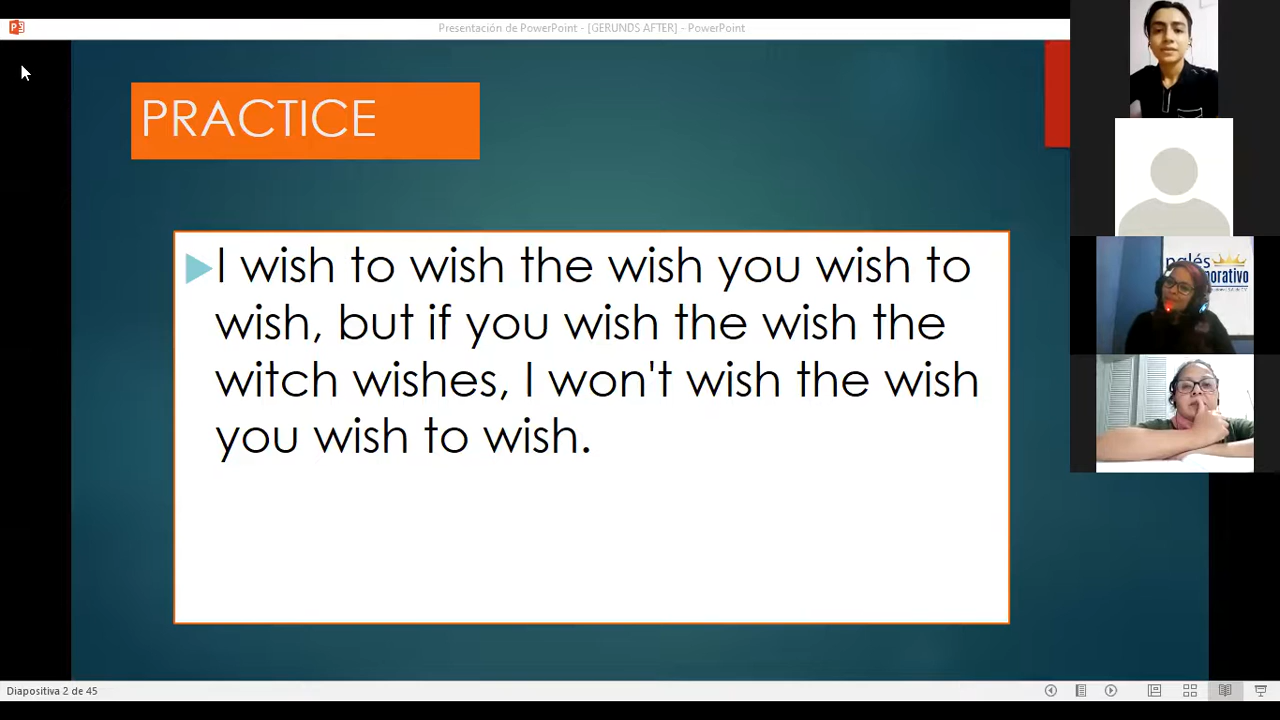 Presentación de PowerPoint - [GERUNDS AFTER] - PowerPoint
PRACTICE
I wish to wish the wish you wish to
wish, but if you wish the wish the
witch wishes, I won't wish the wish
you wish to wish.
Diapositiva 2 de 45